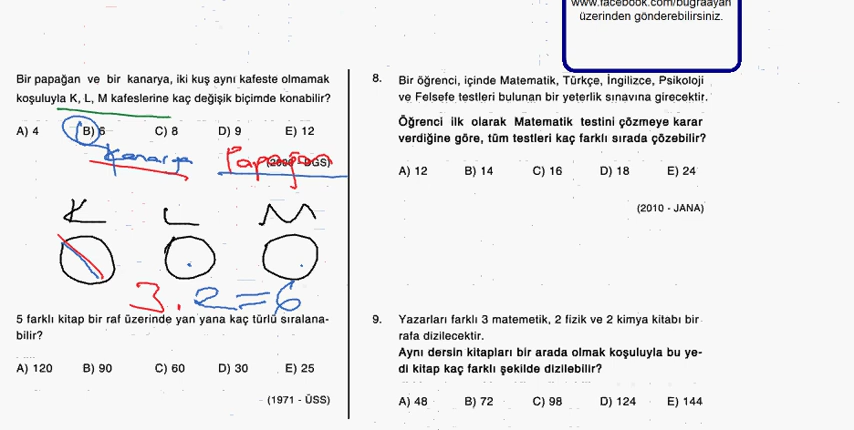 www.facebook.com/bugraayan
üzerinden gönderebilirsiniz.
Bir papağan ve bir kanarya, iki kuş aynı kafeste olmamak
koşuluyla K, L, M kafeslerine kaç değişik biçimde konabilir?
A) 4 B) 6 C) 8 D) 9 E) 12
(2000 - DGS)
Kanarya Papağan
K L M
3.2=6
5 farklı kitap bir raf üzerinde yan yana kaç türlü sıralana-
bilir?
A) 120 B) 90 C) 60 D) 30 E) 25
(1971 - ÜSS)
8. Bir öğrenci, içinde Matematik, Türkçe, İngilizce, Psikoloji
ve Felsefe testleri bulunan bir yeterlik sınavına girecektir.
Öğrenci ilk olarak Matematik testini çözmeye karar
verdiğine göre, tüm testleri kaç farklı sırada çözebilir?
A) 12 B) 14 C) 16 D) 18 E) 24
(2010 - JANA)
9. Yazarları farklı 3 matemetik, 2 fizik ve 2 kimya kitabı bir
rafa dizilecektir.
Aynı dersin kitapları bir arada olmak koşuluyla bu ye-
di kitap kaç farklı şekilde dizilebilir?
A) 48 B) 72 C) 98 D) 124 E) 144